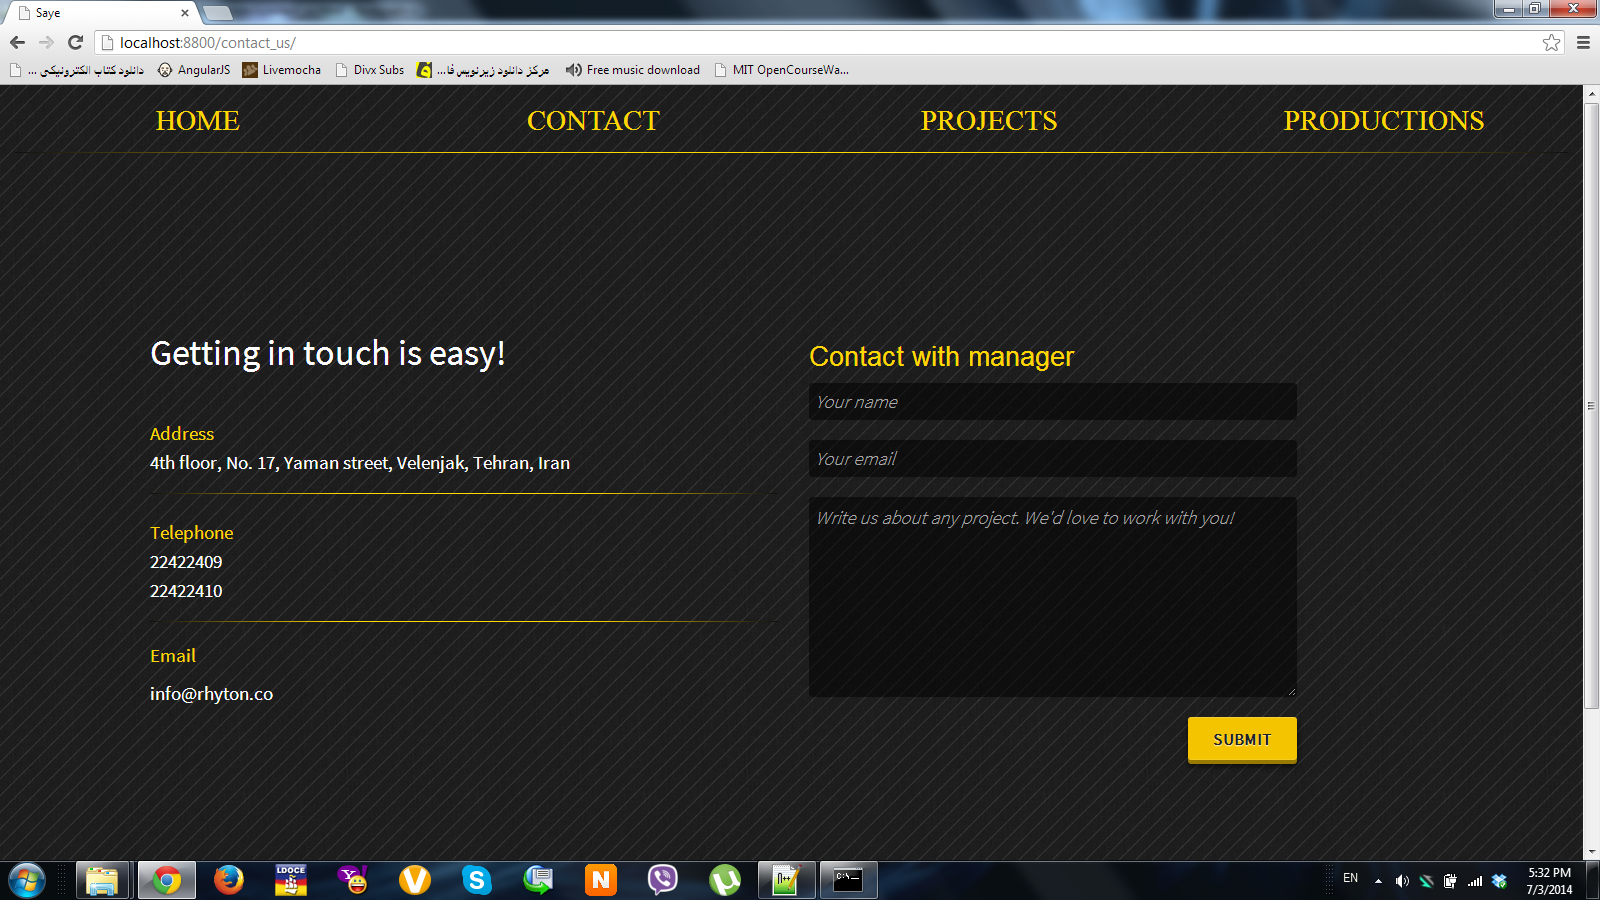 Saye
localhost:8800/contact_us/
دانلود کتاب الکترونیکی ...
AngularJS
Livemocha
Divx Subs
مرکز دانلود زیرنویس فا...
Free music download
MIT OpenCourseWa...
HOME
CONTACT
PROJECTS
PRODUCTIONS
Getting in touch is easy!
Address
4th floor, No. 17, Yaman street, Velenjak, Tehran, Iran
Telephone
22422409
22422410
Email
info@rhyton.co
Contact with manager
Your name
Your email
Write us about any project. We'd love to work with you!
SUBMIT
LDOCE
EN
5:32 PM
7/3/2014